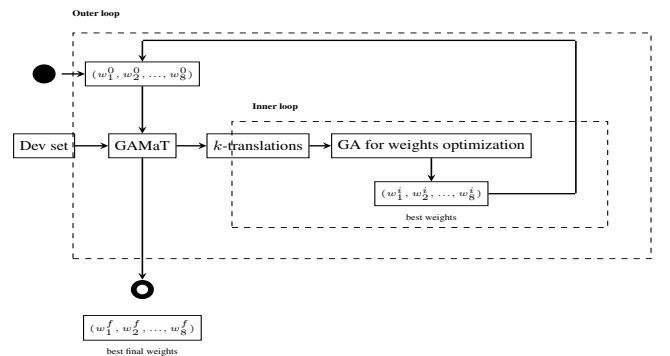 Outer loop
(w_1^0, w_2^0, ..., w_8^0)
Inner loop
Dev set
GAMaT
k-translations
GA for weights optimization
(w_1^i, w_2^i, ..., w_8^i)
best weights
(w_1^f, w_2^f, ..., w_8^f)
best final weights